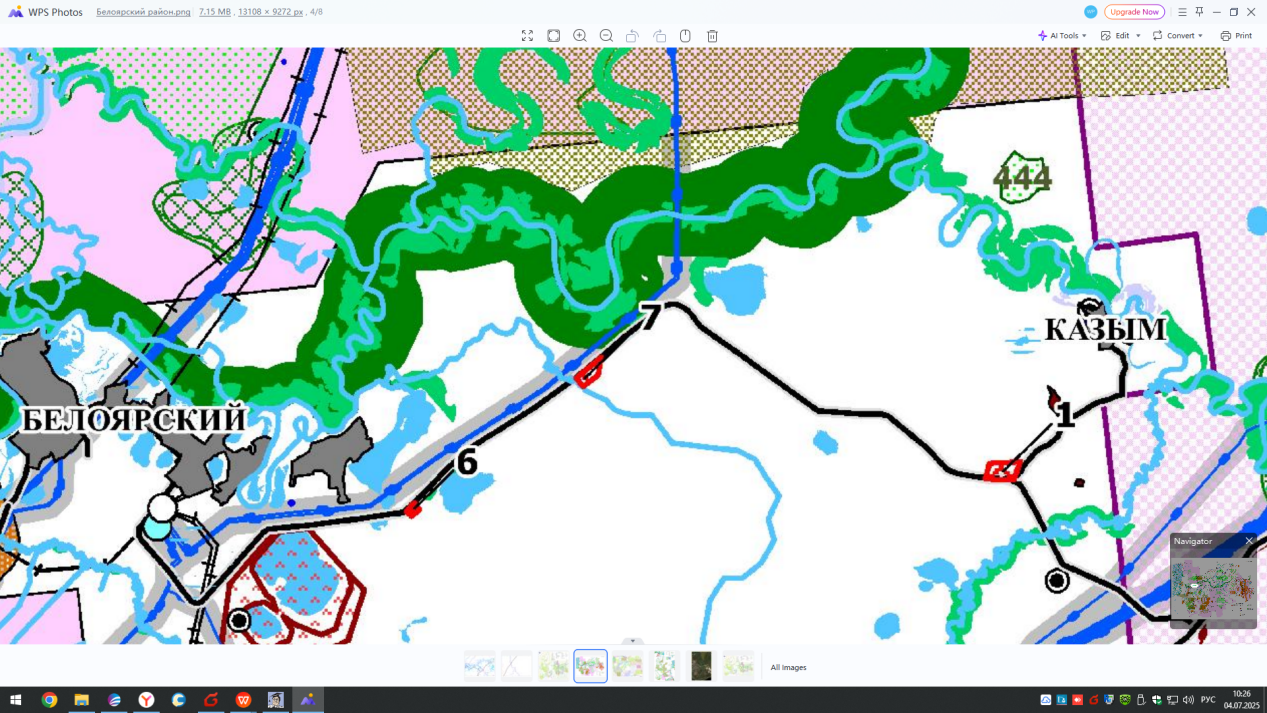 WPS Photos
Белоярский район.png
7.15 MB
,
13108 × 9272 px
, 4/8
WP
Upgrade Now
AI Tools
Edit
Convert
Print
444
КАЗЫМ
7
БЕЛОЯРСКИЙ
6
1
Navigator
All Images
РУС
10:26
04.07.2025